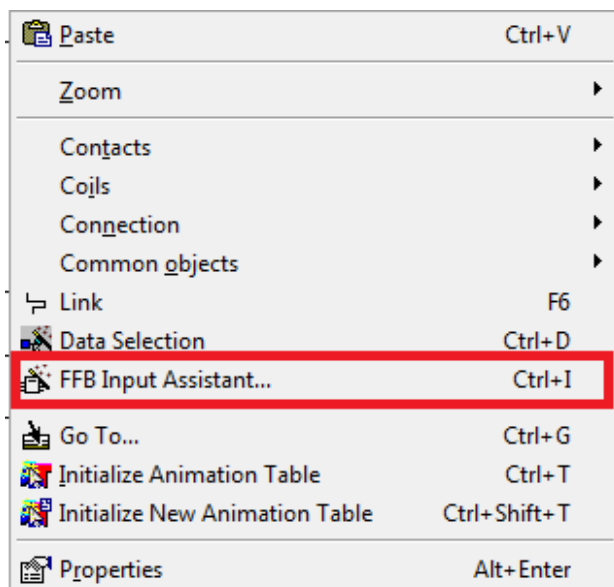 Paste Ctrl+V
Zoom
Contacts
Coils
Connection
Common objects
Link F6
Data Selection Ctrl+D
FFB Input Assistant... Ctrl+I
Go To... Ctrl+G
Initialize Animation Table Ctrl+T
Initialize New Animation Table Ctrl+Shift+T
Properties Alt+Enter